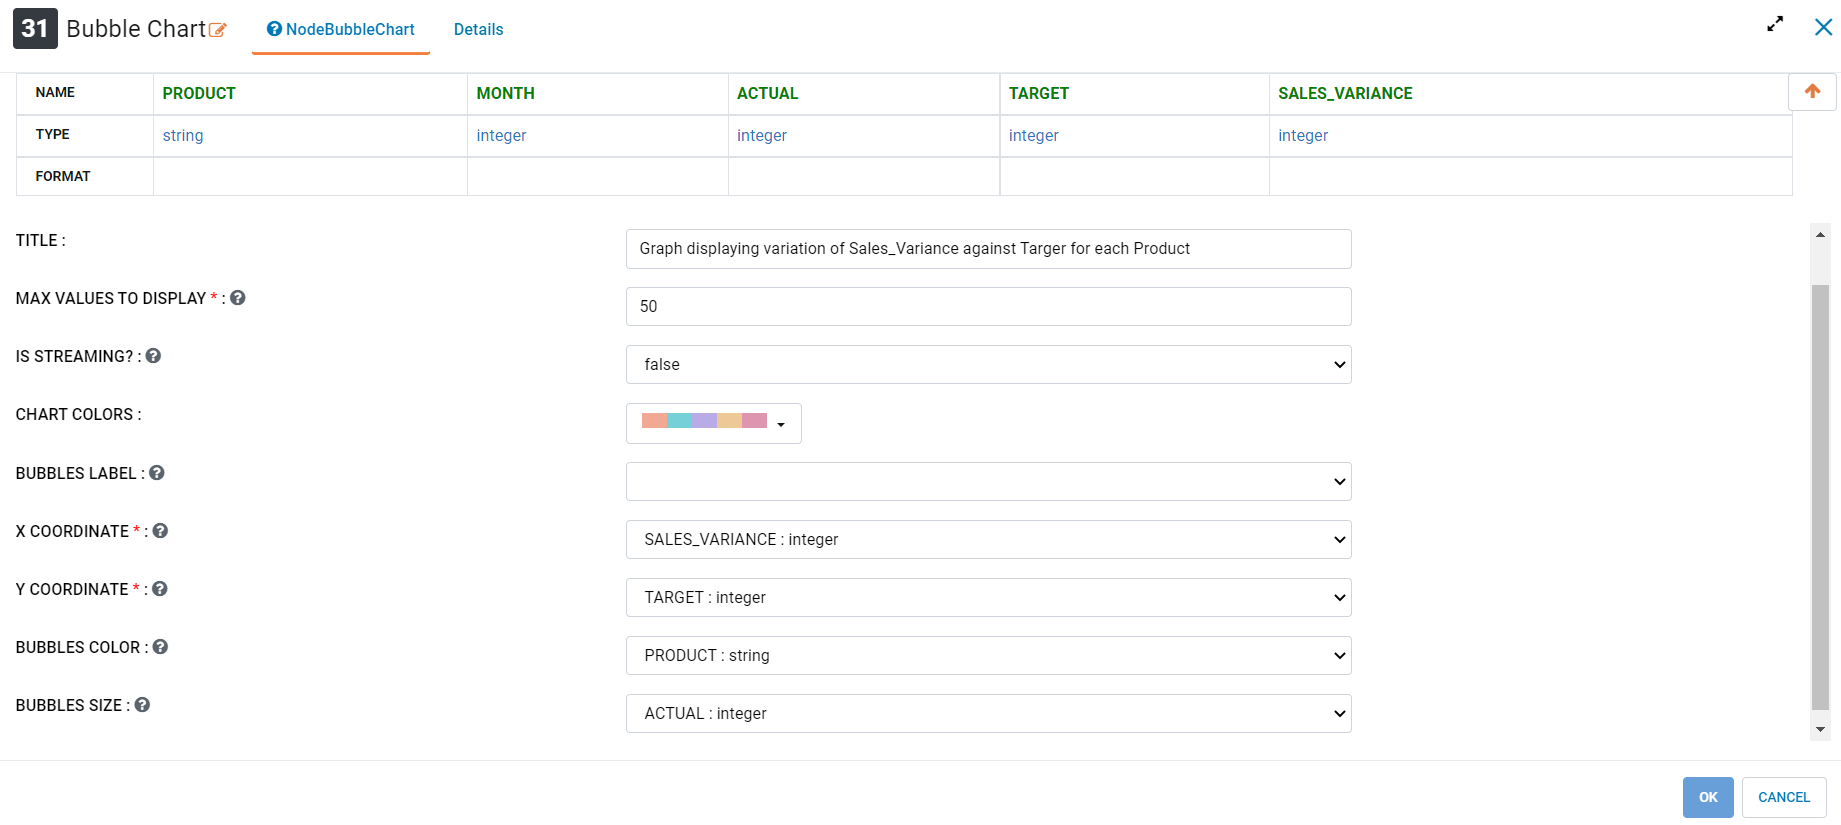 31 Bubble Chart NodeBubbleChart Details
NAME PRODUCT MONTH ACTUAL TARGET SALES_VARIANCE
TYPE string integer integer integer integer
FORMAT
TITLE : Graph displaying variation of Sales_Variance against Targer for each Product
MAX VALUES TO DISPLAY * : 50
IS STREAMING? : false
CHART COLORS :
BUBBLES LABEL :
X COORDINATE * : SALES_VARIANCE : integer
Y COORDINATE * : TARGET : integer
BUBBLES COLOR : PRODUCT : string
BUBBLES SIZE : ACTUAL : integer
OK CANCEL